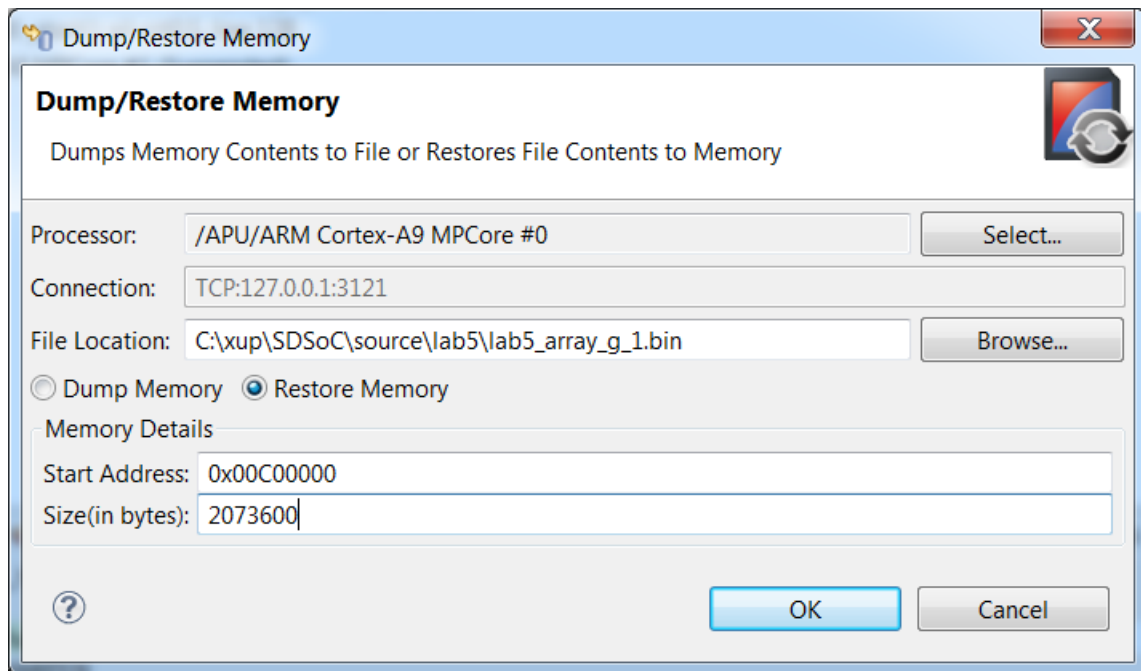 Dump/Restore Memory
Dump/Restore Memory
Dumps Memory Contents to File or Restores File Contents to Memory
Processor: /APU/ARM Cortex-A9 MPCore #0 Select...
Connection: TCP:127.0.0.1:3121
File Location: C:\xup\SDSoC\source\lab5\lab5_array_g_1.bin Browse...
Dump Memory Restore Memory
Memory Details
Start Address: 0x00C00000
Size(in bytes): 2073600
? OK Cancel